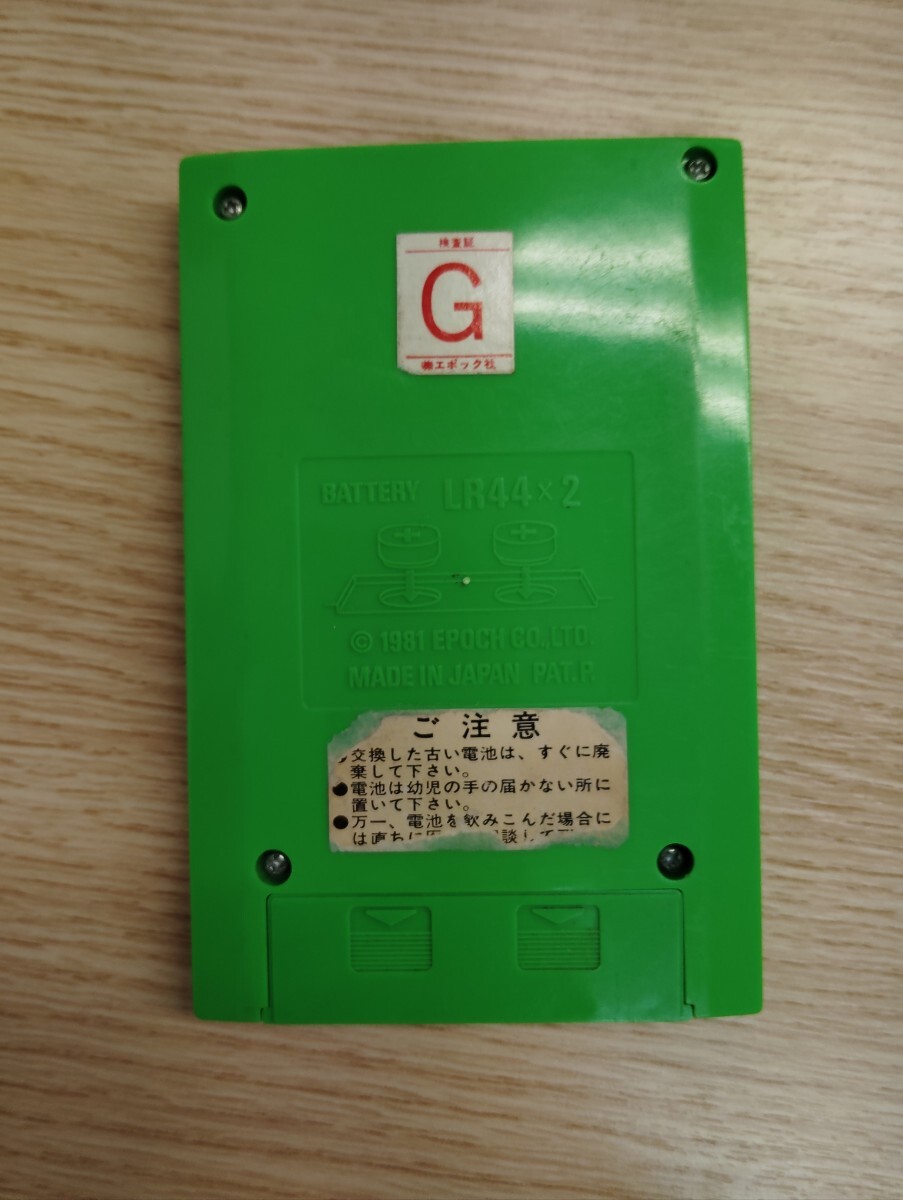 検査証
G
㈱エポック社
BATTERY LR44×2
+ +
© 1981 EPOCH CO.,LTD.
MADE IN JAPAN PAT.P.
ご注意
●交換した古い電池は、すぐに廃
棄して下さい。
●電池は幼児の手の届かない所に
置いて下さい。
●万一、電池を飲みこんだ場合に
は直ちに
談して